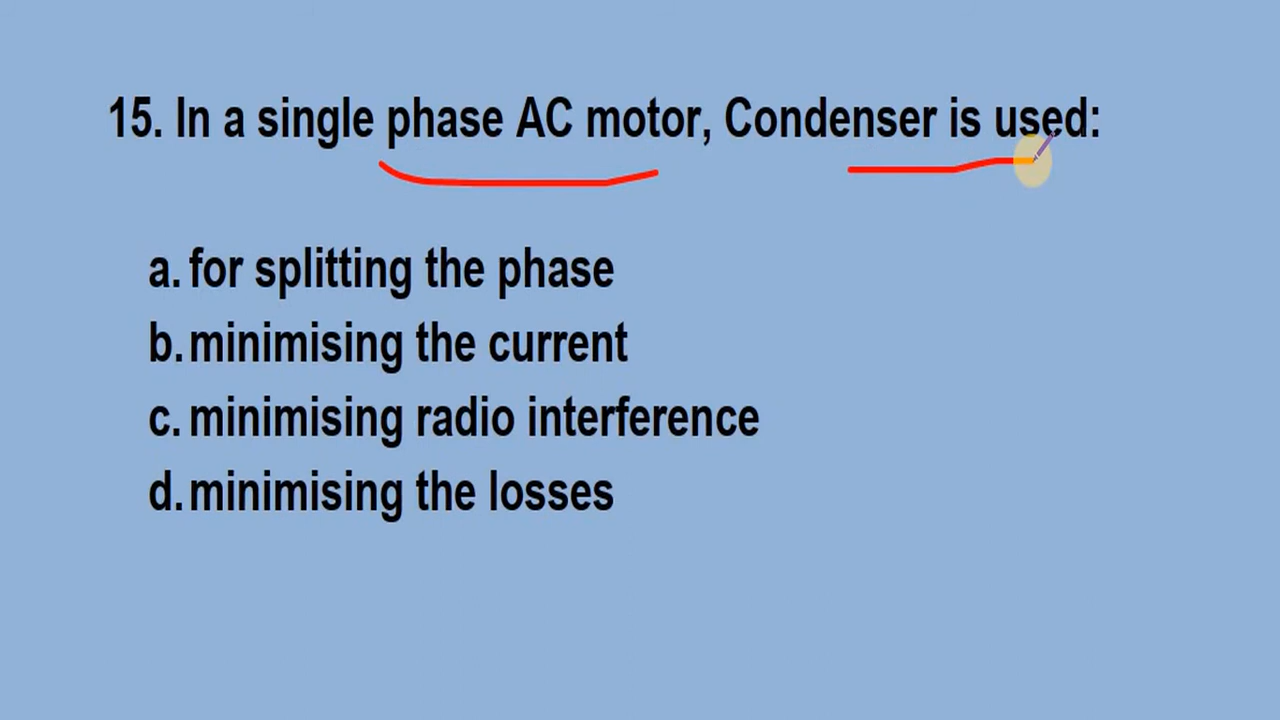 15. In a single phase AC motor, Condenser is used:
a. for splitting the phase
b. minimising the current
c. minimising radio interference
d. minimising the losses